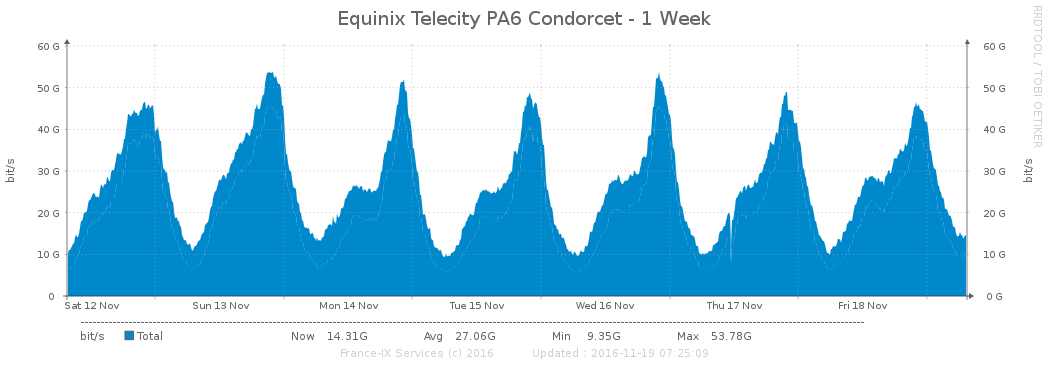 Equinix Telecity PA6 Condorcet - 1 Week
RRDTOOL / TOBI OETIKER
60 G 60 G
50 G 50 G
40 G 40 G
30 G 30 G
20 G 20 G
10 G 10 G
0 0 G
bit/s bit/s
Sat 12 Nov Sun 13 Nov Mon 14 Nov Tue 15 Nov Wed 16 Nov Thu 17 Nov Fri 18 Nov
bit/s Total Now 14.31G Avg 27.06G Min 9.35G Max 53.78G
France-IX Services (c) 2016 Updated : 2016-11-19 07:25:09